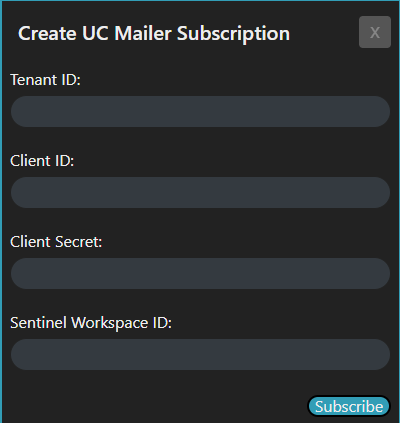 Create UC Mailer Subscription
X
Tenant ID:
Client ID:
Client Secret:
Sentinel Workspace ID:
Subscribe